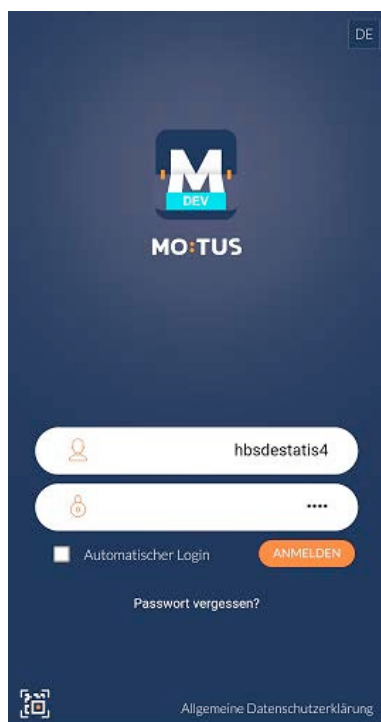 DE
M
DEV
MO:TUS
hbsdestatis4
••••
Automatischer Login ANMELDEN
Passwort vergessen?
Allgemeine Datenschutzerklärung